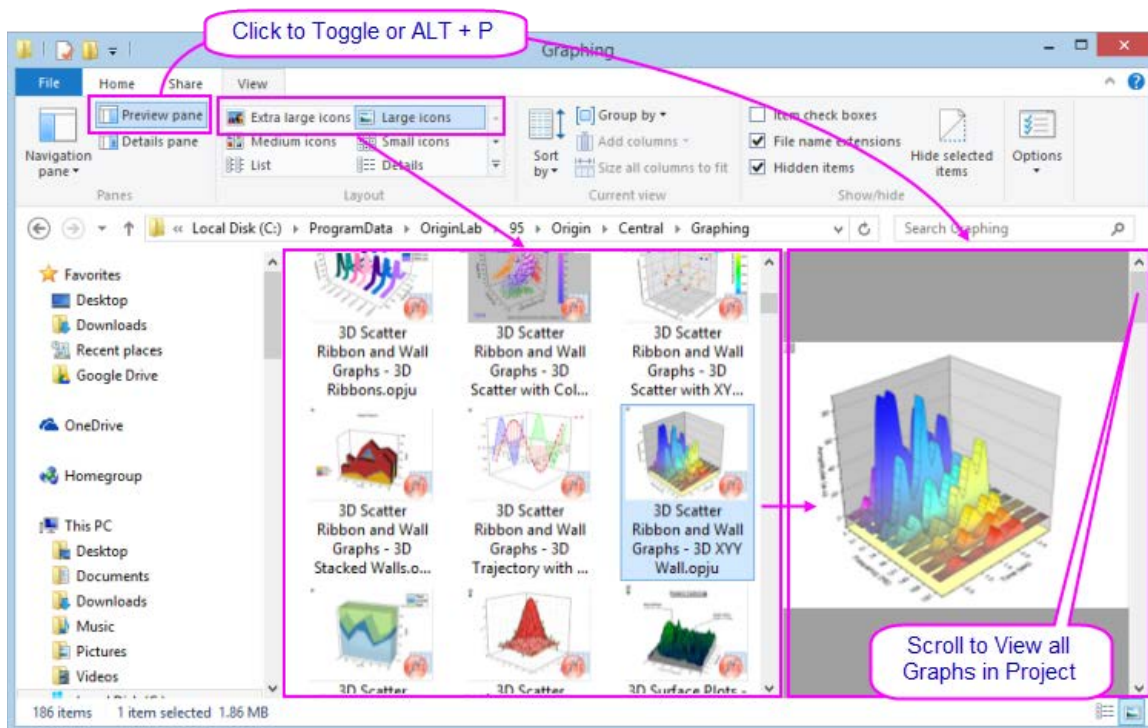 Click to Toggle or ALT + P
Graphing
File Home Share View
Navigation pane
Preview pane
Details pane
Panes
Extra large icons Large icons
Medium icons Small icons
List Details
Layout
Sort by
Group by
Add columns
Size all columns to fit
Current view
Item check boxes
File name extensions
Hidden items
Show/hide
Hide selected items
Options
« Local Disk (C:) ProgramData OriginLab 95 Origin Central Graphing
Search Graphing
Favorites
Desktop
Downloads
Recent places
Google Drive
OneDrive
Homegroup
This PC
Desktop
Documents
Downloads
Music
Pictures
Videos
Local Disk (C:)
3D Scatter
Ribbon and Wall
Graphs - 3D
Ribbons.opju
3D Scatter
Ribbon and Wall
Graphs - 3D
Scatter with Col...
3D Scatter
Ribbon and Wall
Graphs - 3D
Scatter with XY...
3D Scatter
Ribbon and Wall
Graphs - 3D
Stacked Walls.o...
3D Scatter
Ribbon and Wall
Graphs - 3D
Trajectory with ...
3D Scatter
Ribbon and Wall
Graphs - 3D XYY
Wall.opju
3D Scatter
3D Scatter
3D Surface Plots -
Scroll to View all
Graphs in Project
186 items 1 item selected 1.86 MB